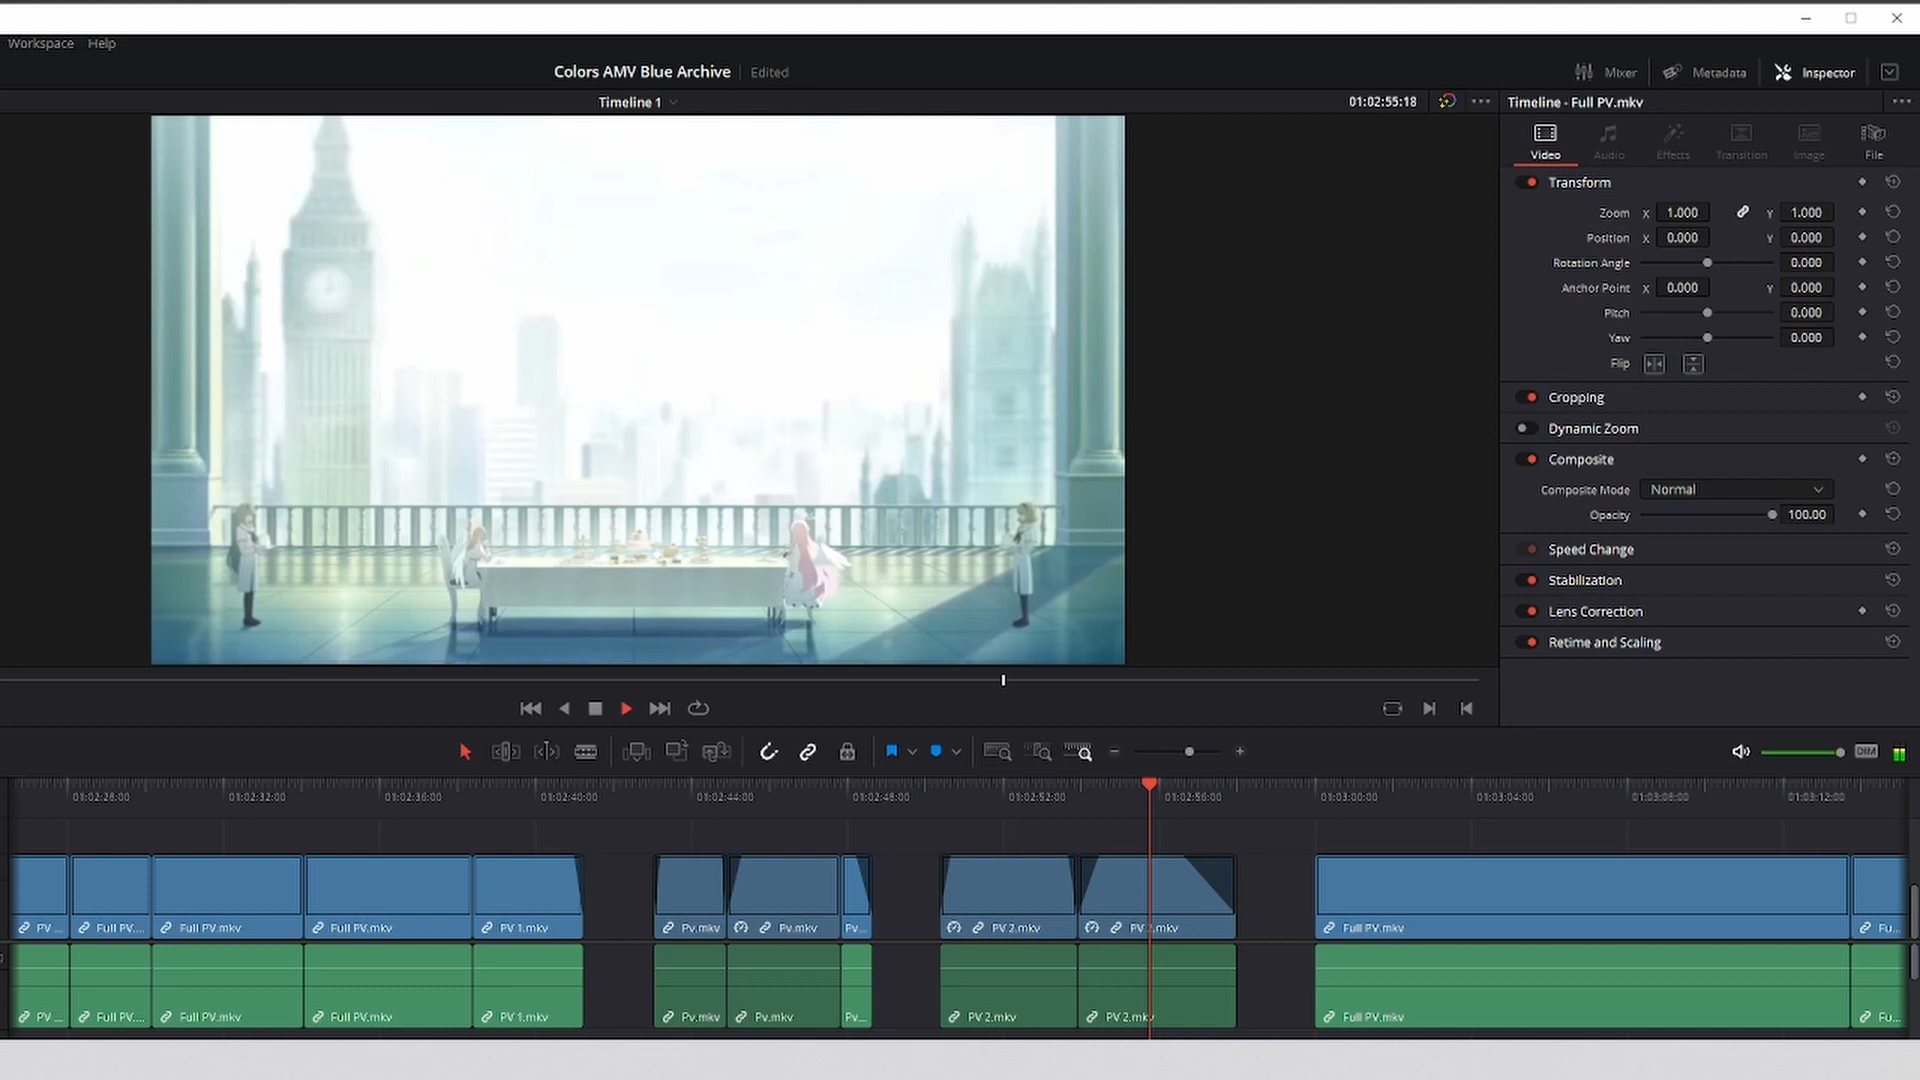 Workspace Help
Colors AMV Blue Archive Edited
Mixer Metadata Inspector
Timeline 1 01:02:55:18
Timeline - Full PV.mkv
Video Audio Effects Transition Image File
Transform
Zoom X 1.000 Y 1.000
Position X 0.000 Y 0.000
Rotation Angle 0.000
Anchor Point X 0.000 Y 0.000
Pitch 0.000
Yaw 0.000
Flip
Cropping
Dynamic Zoom
Composite
Composite Mode Normal
Opacity 100.00
Speed Change
Stabilization
Lens Correction
Retime and Scaling
DIM
01:02:28:00 01:02:32:00 01:02:36:00 01:02:40:00 01:02:44:00 01:02:48:00 01:02:52:00 01:02:56:00 01:03:00:00 01:03:04:00 01:03:08:00 01:03:12:00
PV ... Full PV.... Full PV.mkv Full PV.mkv PV 1.mkv Pv.mkv Pv.mkv Pv... PV 2.mkv Full PV.mkv Fu...
PV ... Full PV.... Full PV.mkv Full PV.mkv PV 1.mkv Pv.mkv Pv.mkv Pv... PV 2.mkv PV 2.mkv Full PV.mkv Fu...